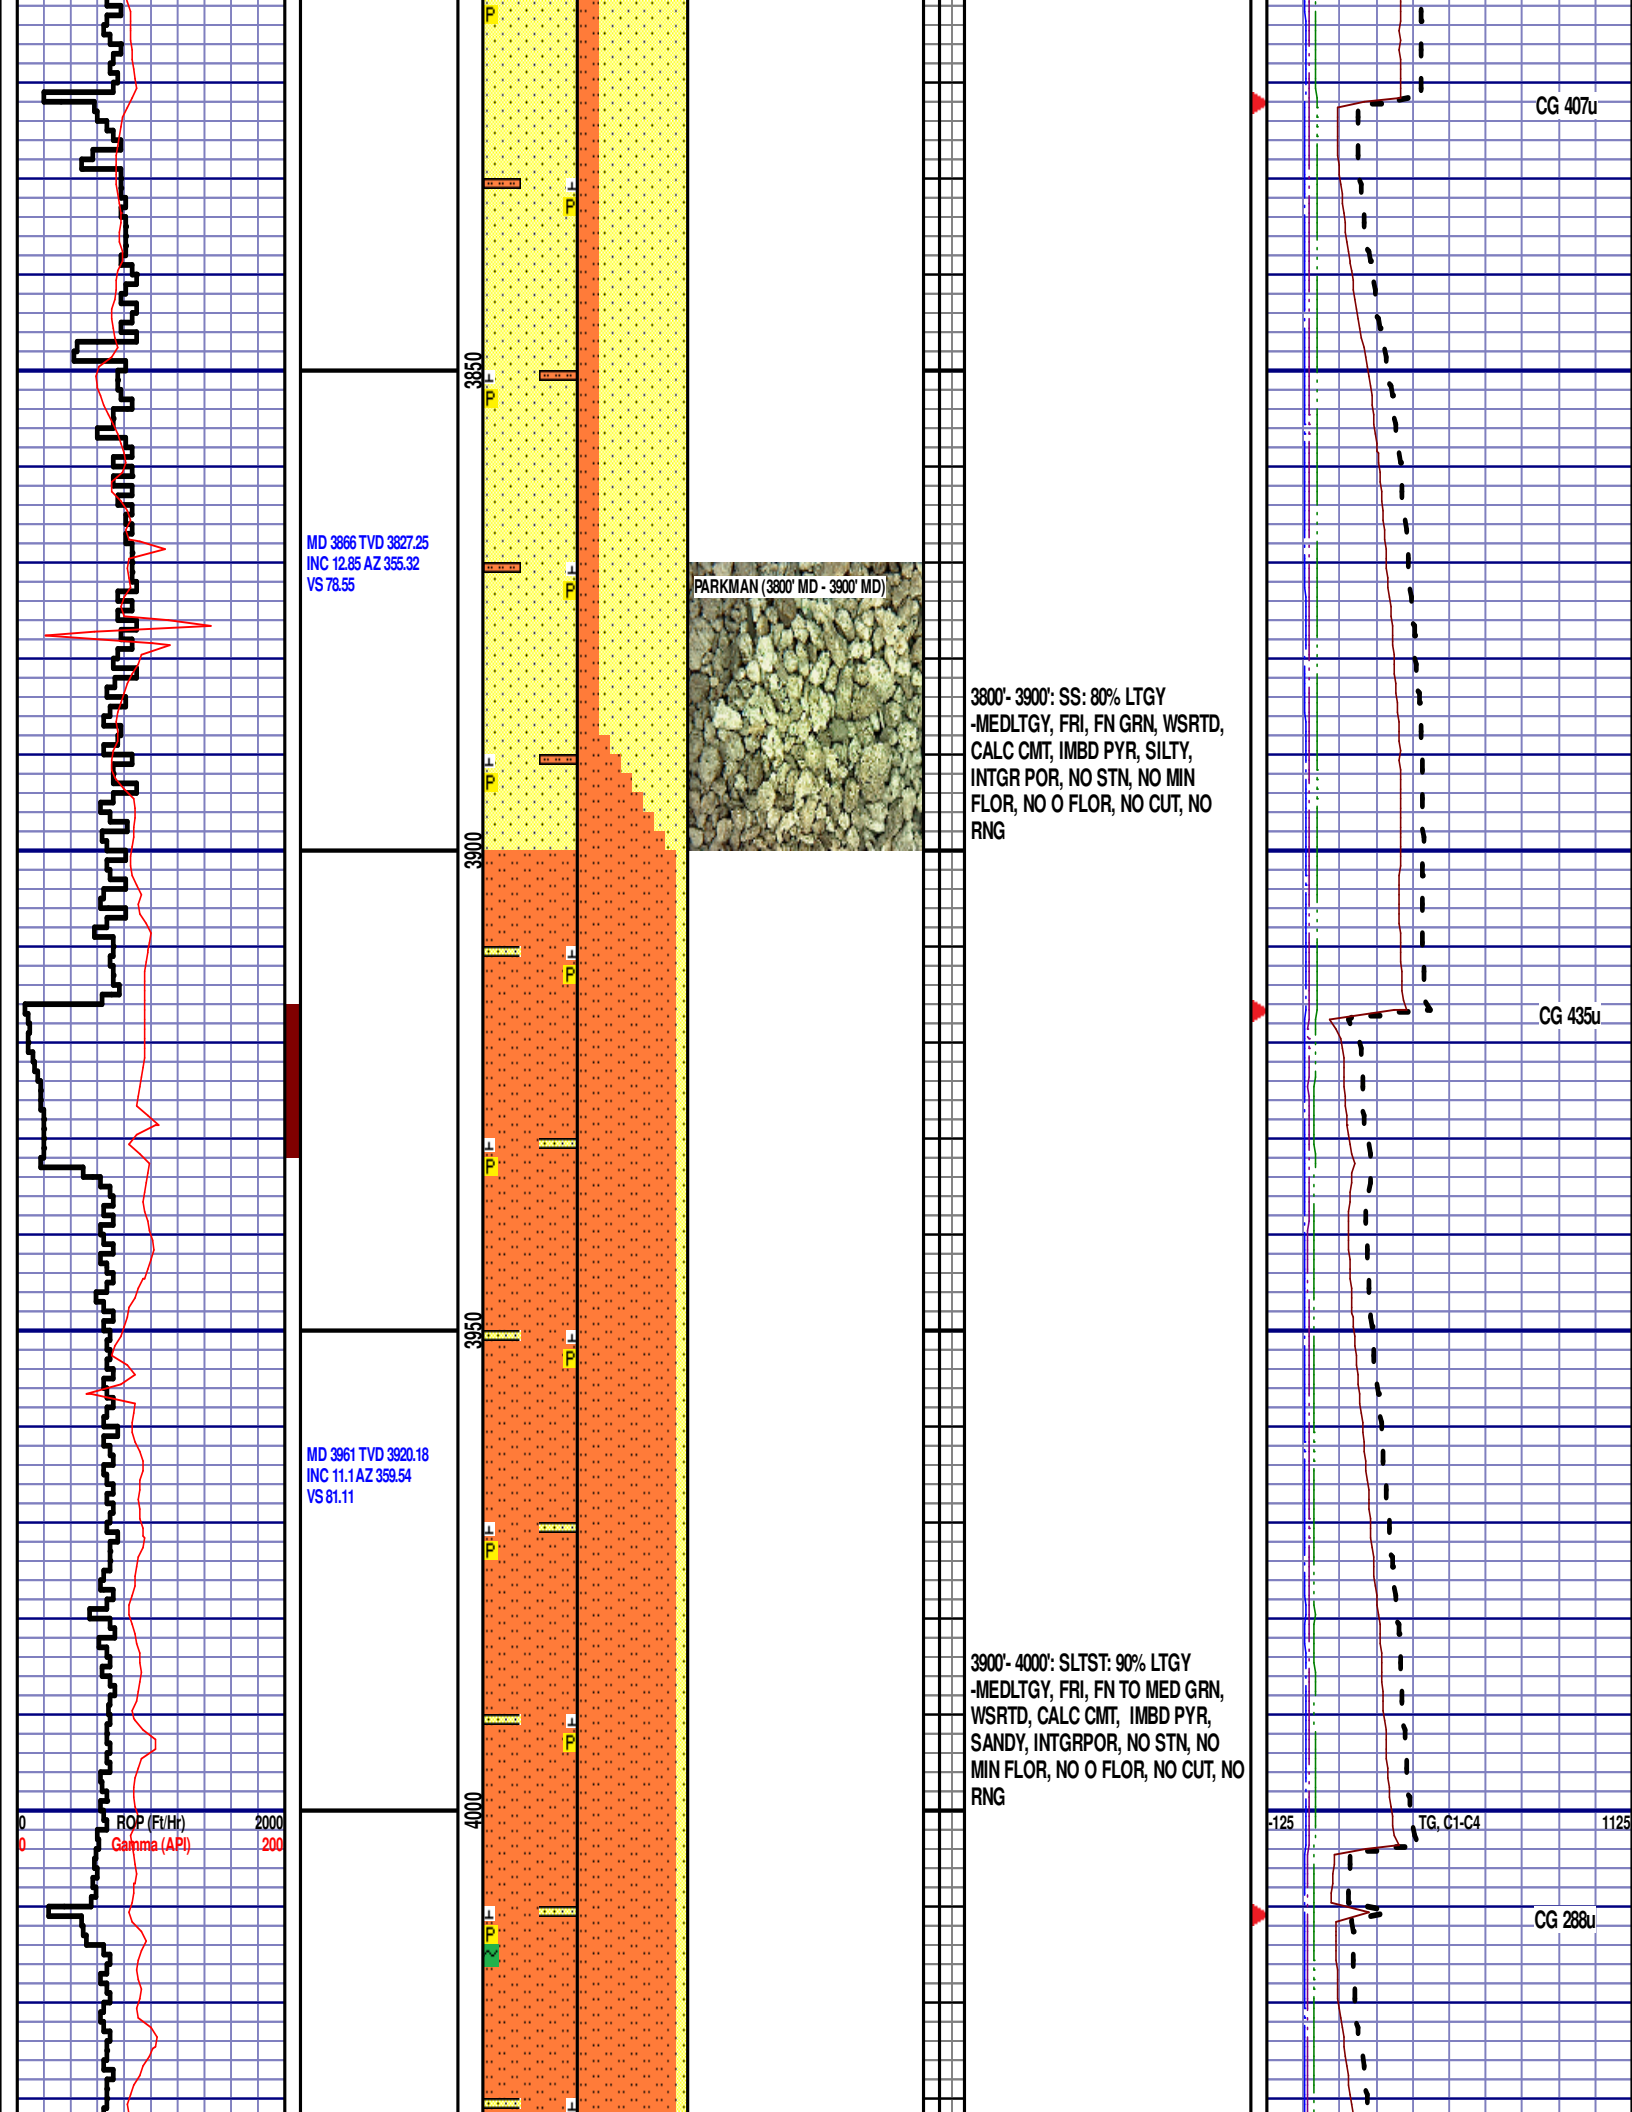 P
CG 407u
P
3850
P
MD 3866 TVD 3827.25
INC 12.85 AZ 355.32
VS 78.55
P
PARKMAN (3800' MD - 3900' MD)
3800'- 3900': SS: 80% LTGY
-MEDLTGY, FRI, FN GRN, WSRTD,
CALC CMT, IMBD PYR, SILTY,
INTGR POR, NO STN, NO MIN
FLOR, NO O FLOR, NO CUT, NO
RNG
P
3900
P
CG 435u
P
3950
P
MD 3961 TVD 3920.18
INC 11.1 AZ 359.54
VS 81.11
P
3900'- 4000': SLTST: 90% LTGY
-MEDLTGY, FRI, FN TO MED GRN,
WSRTD, CALC CMT, IMBD PYR,
SANDY, INTGRPOR, NO STN, NO
MIN FLOR, NO O FLOR, NO CUT, NO
RNG
P
4000
0 ROP (Ft/Hr) 2000
0 Gamma (API) 200
-125 TG, C1-C4 1125
CG 288u
P